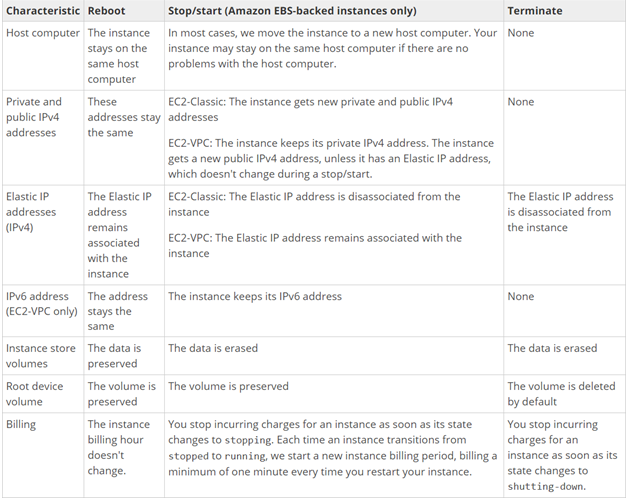 Characteristic Reboot Stop/start (Amazon EBS-backed instances only) Terminate
Host computer
The instance
stays on the
same host
computer
In most cases, we move the instance to a new host computer. Your
instance may stay on the same host computer if there are no
problems with the host computer.
None
Private and
public IPv4
addresses
These
addresses stay
the same
EC2-Classic: The instance gets new private and public IPv4
addresses
EC2-VPC: The instance keeps its private IPv4 address. The instance
gets a new public IPv4 address, unless it has an Elastic IP address,
which doesn't change during a stop/start.
None
Elastic IP
addresses
(IPv4)
The Elastic IP
address
remains
associated
with the
instance
EC2-Classic: The Elastic IP address is disassociated from the
instance
EC2-VPC: The Elastic IP address remains associated with the
instance
The Elastic IP address
is disassociated from
the instance
IPv6 address
(EC2-VPC only)
The address
stays the
same
The instance keeps its IPv6 address
None
Instance store
volumes
The data is
preserved
The data is erased
The data is erased
Root device
volume
The volume is
preserved
The volume is preserved
The volume is deleted
by default
Billing
The instance
billing hour
doesn't
change.
You stop incurring charges for an instance as soon as its state
changes to stopping. Each time an instance transitions from
stopped to running, we start a new instance billing period, billing a
minimum of one minute every time you restart your instance.
You stop incurring
charges for an
instance as soon as its
state changes to
shutting-down.